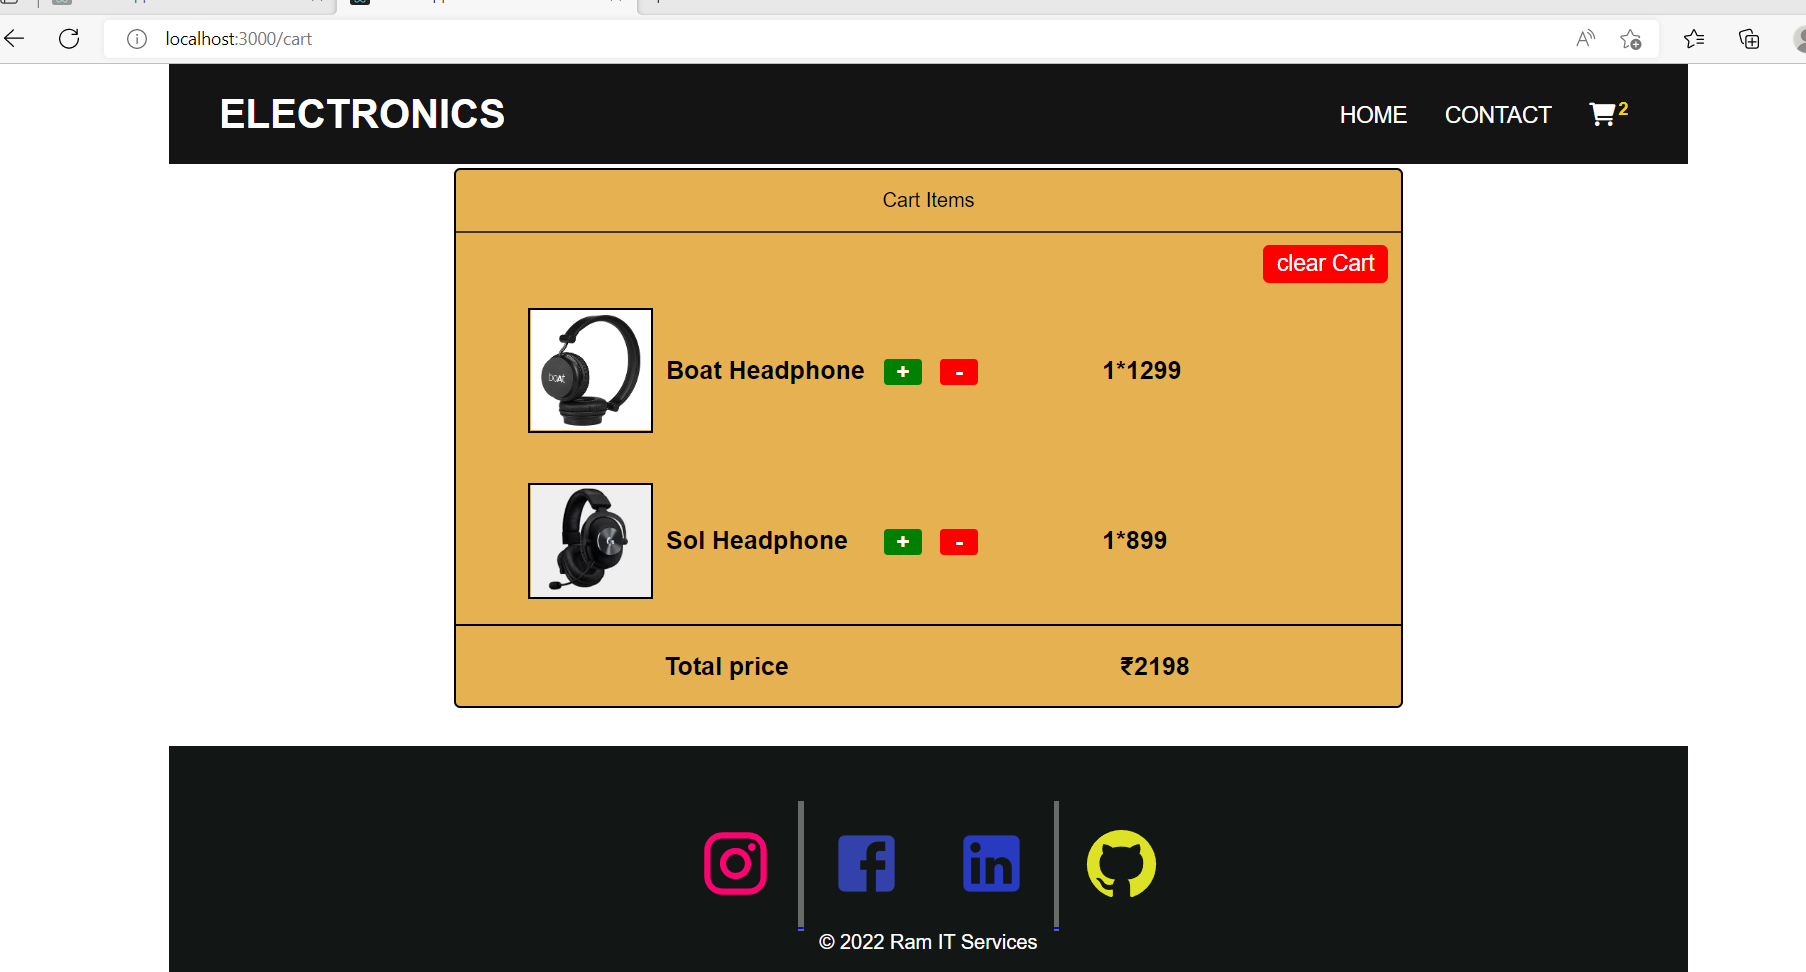 localhost:3000/cart
ELECTRONICS HOME CONTACT 2
Cart Items
clear Cart
boAt
Boat Headphone + - 1*1299
Sol Headphone + - 1*899
Total price ₹2198
© 2022 Ram IT Services